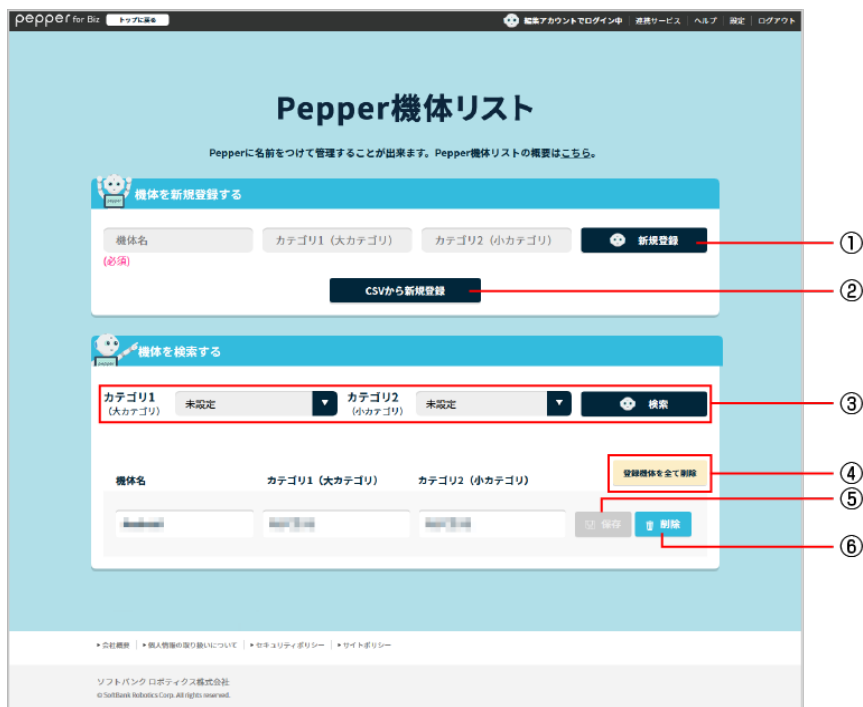 pepper for Biz トップに戻る 編集アカウントでログイン中 連携サービス ヘルプ 設定 ログアウト
Pepper機体リスト
Pepperに名前をつけて管理することが出来ます。Pepper機体リストの概要はこちら。
機体を新規登録する
機体名 カテゴリ1（大カテゴリ） カテゴリ2（小カテゴリ） 新規登録 ①
(必須)
CSVから新規登録 ②
機体を検索する
カテゴリ1 （大カテゴリ） 未設定 ▼ カテゴリ2 （小カテゴリ） 未設定 ▼ 検索 ③
登録機体を全て削除 ④
機体名 カテゴリ1（大カテゴリ） カテゴリ2（小カテゴリ）
⑤
保存 削除
⑥
▶会社概要 ▶個人情報の取り扱いについて ▶セキュリティポリシー ▶サイトポリシー
ソフトバンク ロボティクス株式会社
© SoftBank Robotics Corp. All rights reserved.